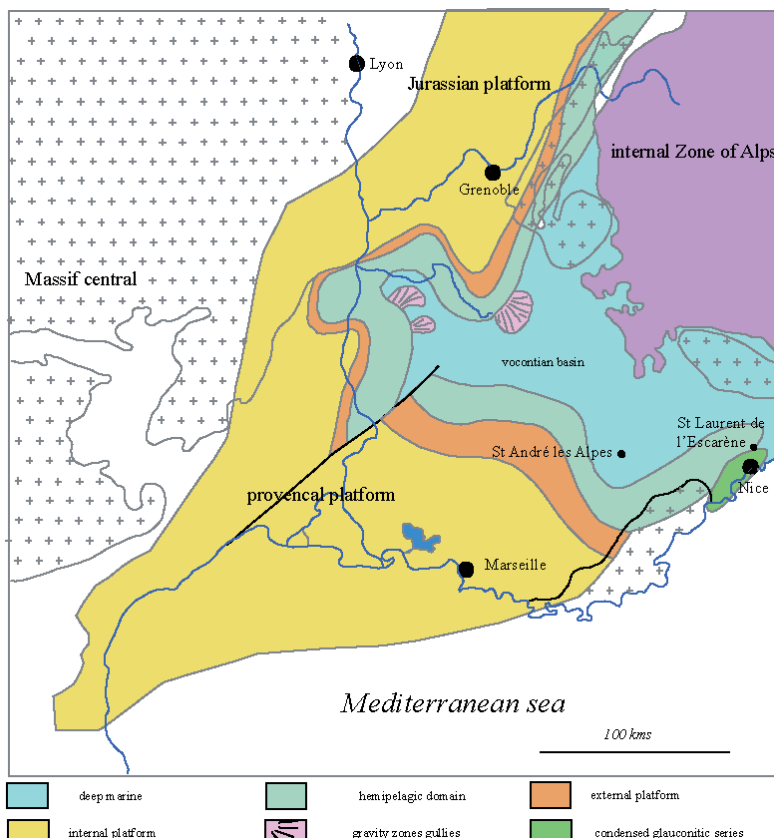 Lyon
Jurassian platform
internal Zone of Alps
Grenoble
Massif central
vocontian basin
St Laurent de
l'Escarène
St André les Alpes
Nice
provencal platform
Marseille
Mediterranean sea
100 kms
deep marine
hemipelagic domain
external platform
internal platform
gravity zones gullies
condensed glauconitic series